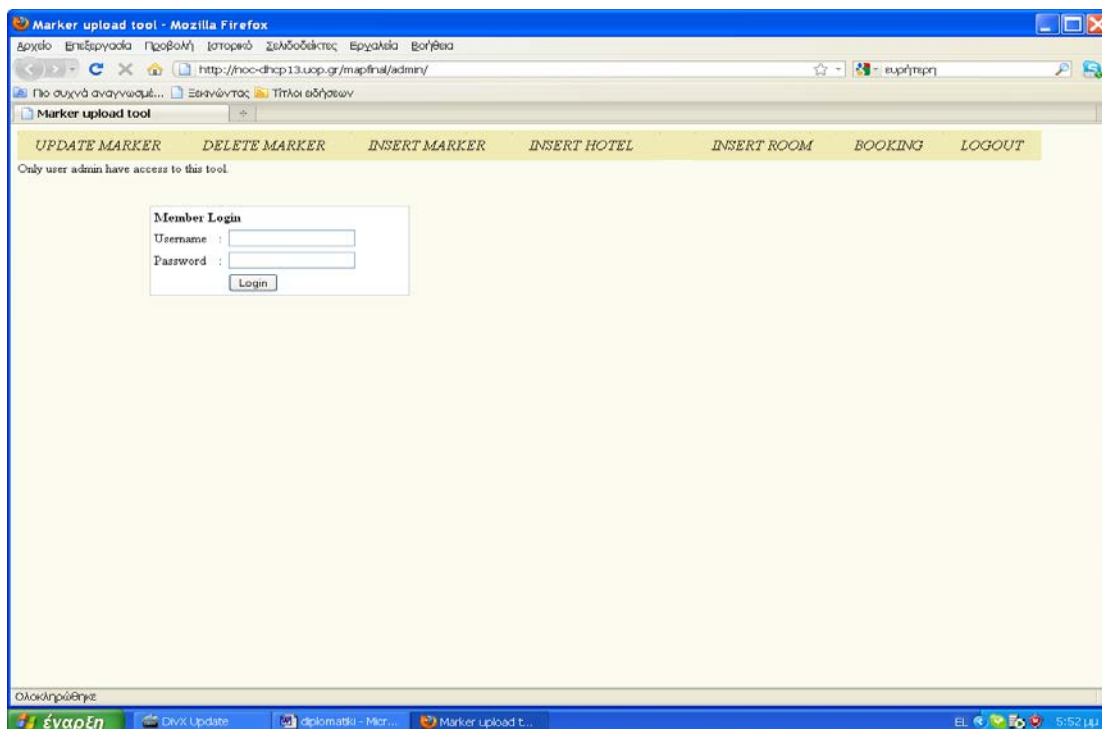 Marker upload tool - Mozilla Firefox
Αρχείο Επεξεργασία Προβολή Ιστορικό Σελιδοδείκτες Εργαλεία Βοήθεια
http://noc-dhcp13.uop.gr/mapfinal/admin/ ευρήτερη
Πιο συχνά αναγνωσμέ... Ξεκινώντας Τίτλοι ειδήσεων
Marker upload tool
UPDATE MARKER DELETE MARKER INSERT MARKER INSERT HOTEL INSERT ROOM BOOKING LOGOUT
Only user admin have access to this tool.
Member Login
Username :
Password :
Login
Ολοκληρώθηκε
έναρξη DivX Update diplomatiki - Micr... Marker upload t... EL 5:52 μμ